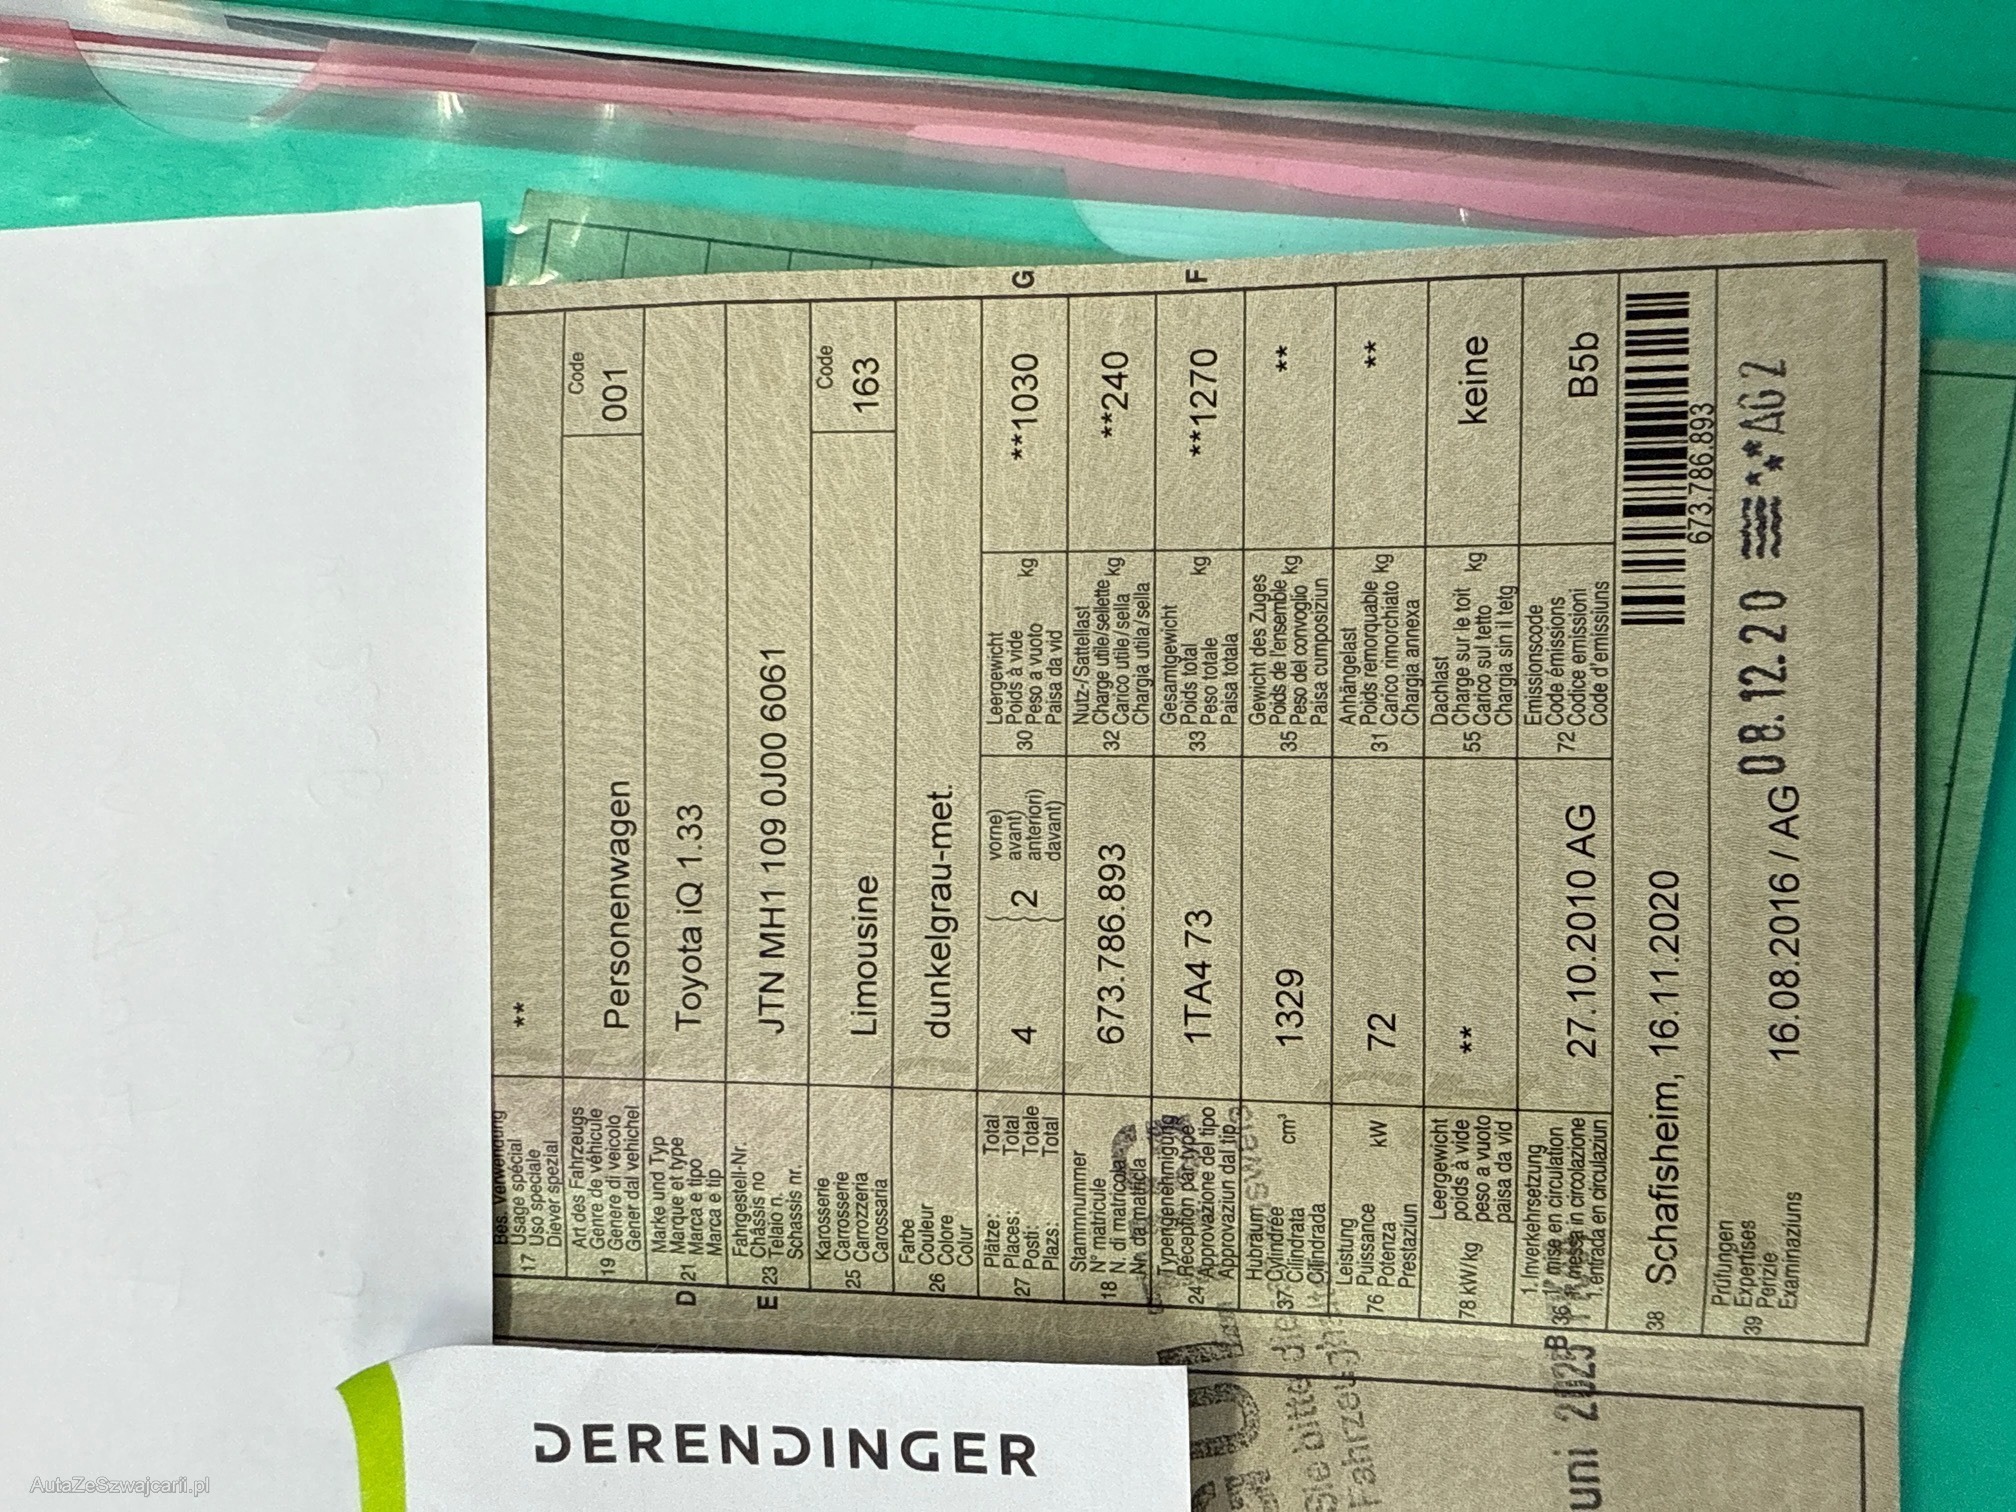 17 Bes. Verwendung
Usage spécial
Uso speciale
Diever spezial
**
19 Art des Fahrzeugs
Genre de véhicule
Genere di veicolo
Gener dal vehichel
Personenwagen
Code
001
D 21 Marke und Typ
Marque et type
Marca e tipo
Marca e tip
Toyota iQ 1.33
E 23 Fahrgestell-Nr.
Châssis no
Telaio n.
Schassis nr.
JTN MH1 109 0J00 6061
25 Karosserie
Carrosserie
Carrozzeria
Carossaria
Limousine
Code
163
26 Farbe
Couleur
Colore
Colur
dunkelgrau-met.
27 Plätze: Total
Places: Total
Posti: Totale
Plazs: Total
4
2
vorne)
avant)
anteriori)
davant)
30 Leergewicht
Poids à vide
Peso a vuoto
Paisa da vid
kg
**1030
G
18 Stammnummer
N° matricule
N. di matricola
Nr. da matricla
673.786.893
32 Nutz-/Sattellast
Charge utile/sellette
Carico utile/sella
Chargia utila/sella
kg
**240
24 Typengenehmigung
Réception par type
Approvazione del tipo
Approvaziun dal tip
1TA4 73
33 Gesamtgewicht
Poids total
Peso totale
Paisa totala
kg
**1270
F
37 Hubraum
Cylindrée
Cilindrata
Cilindrada
cm³
1329
35 Gewicht des Zuges
Poids de l'ensemble
Peso del convoglio
Paisa cumposiziun
kg
**
76 Leistung
Puissance
Potenza
Prestaziun
kW
72
31 Anhängelast
Poids remorquable
Carico rimorchiato
Chargia annexa
kg
**
78 kW/kg
Leergewicht
poids à vide
peso a vuoto
paisa da vid
**
55 Dachlast
Charge sur le toit
Carico sul tetto
Chargia sin il tetg
kg
keine
B 36 1. Inverkehrsetzung
1re mise en circulation
1a messa in circolazione
1. entrada en circulaziun
27.10.2010 AG
72 Emissionscode
Code émissions
Codice emissioni
Code d'emissiuns
B5b
38 Schafisheim, 16.11.2020
673.786.893
39 Prüfungen
Expertises
Perizie
Examinaziuns
16.08.2016 / AG
08.12.20
**AG2
Sie bitte die
Fahrzeug
uni 2025
DERENDINGER
AutaZeSzwajcarii.pl